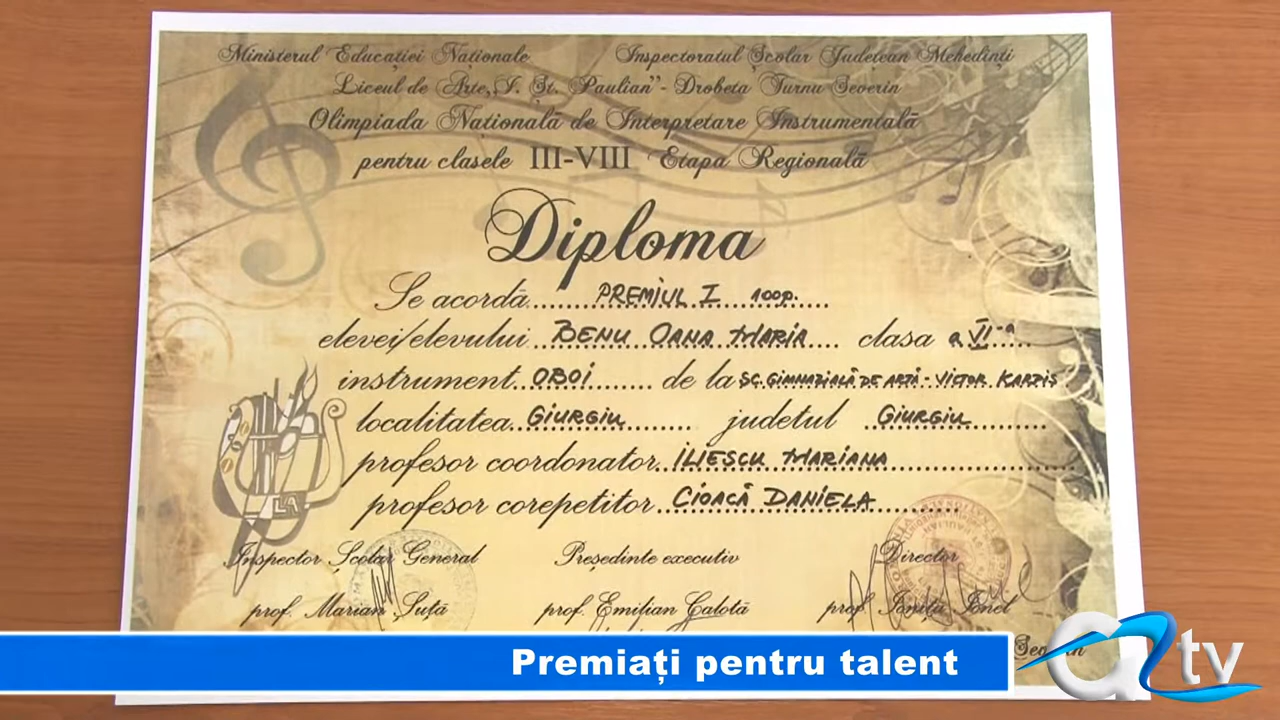 Ministerul Educației Naționale Inspectoratul Școlar Județean Mehedinți
Liceul de Arte „I. Șt. Paulian” - Drobeta Turnu Severin
Olimpiada Națională de Interpretare Instrumentală
pentru clasele III-VIII Etapa Regională
Diploma
Se acordă PREMIUL I 100p.
elevei/elevului BENU OANA MARIA clasa a VI-a
instrument OBOI de la SC. GIMNAZIALĂ DE ARTĂ - VICTOR KARPIS
localitatea GIURGIU județul GIURGIU
profesor coordonator ILIESCU MARIANA
profesor corepetitor CIOACĂ DANIELA
Inspector Școlar General Președinte executiv Director
prof. Marian Șuță prof. Emilian Calotă prof. Ioniță Ionel
Premiați pentru talent
tv
LA